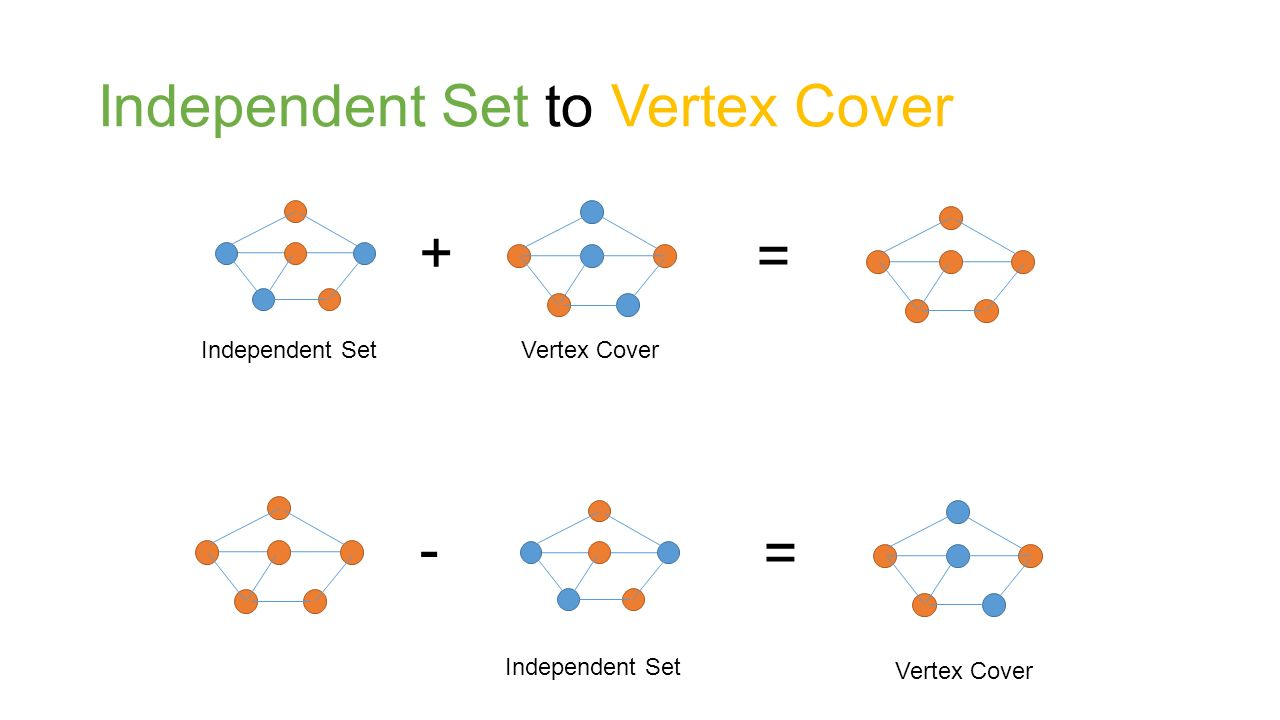 Independent Set to Vertex Cover
+
=
Independent Set
Vertex Cover
-
=
Independent Set
Vertex Cover